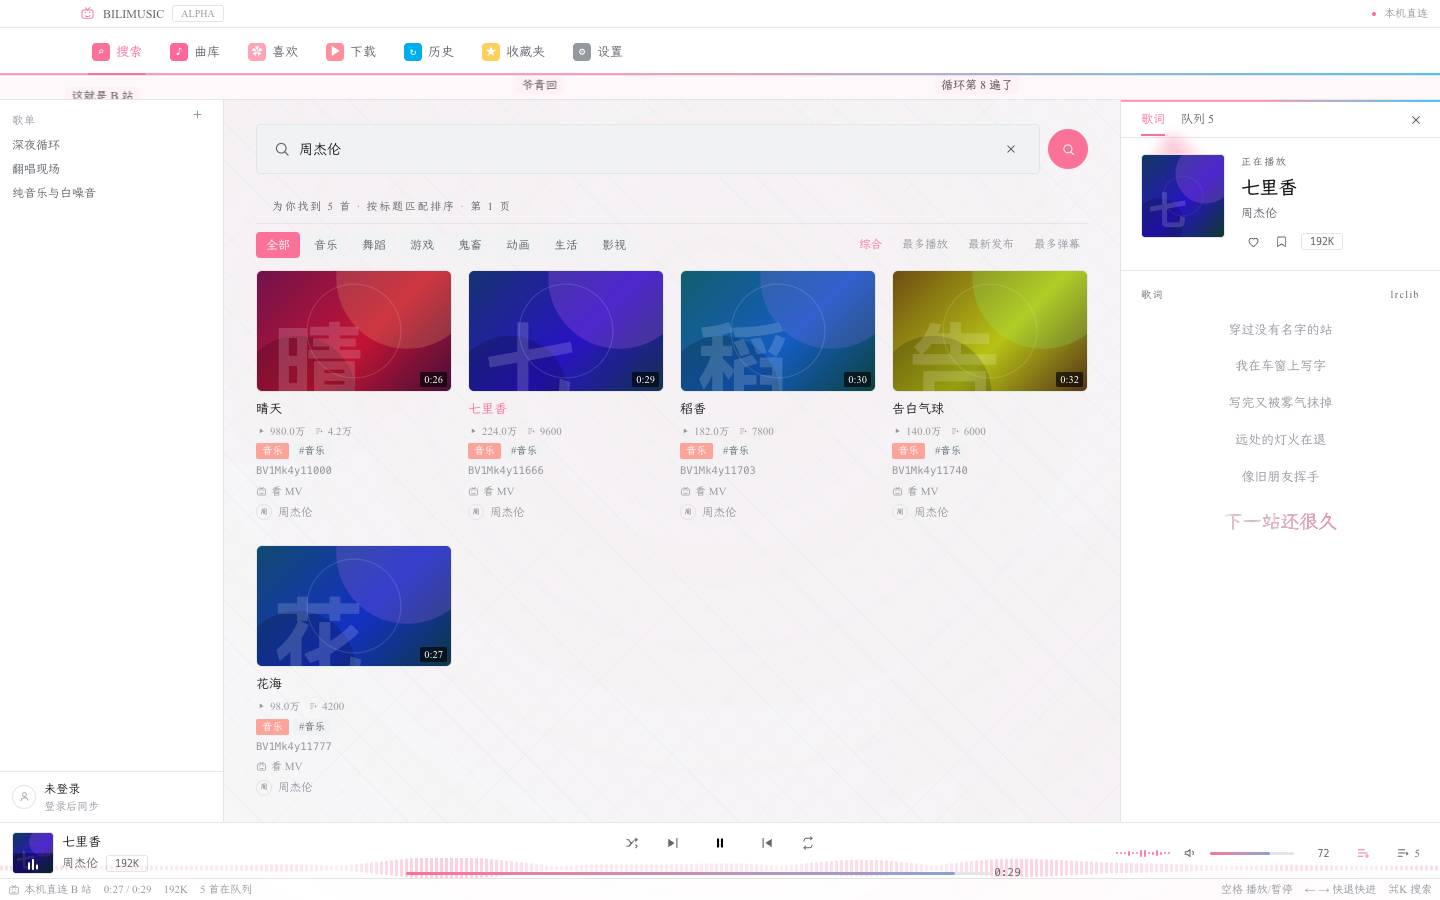 BILIMUSIC ALPHA
本机直连
搜索 曲库 喜欢 下载 历史 收藏夹 设置
爷青回
循环第 8 遍了
这就是 B 站
歌单
深夜循环
翻唱现场
纯音乐与白噪音
未登录
登录后同步
周杰伦
为你找到 5 首 · 按标题匹配排序 · 第 1 页
全部 音乐 舞蹈 游戏 鬼畜 动画 生活 影视
综合 最多播放 最新发布 最多弹幕
晴
0:26
晴天
980.0万 4.2万
音乐 #音乐
BV1Mk4y11000
看 MV
周 周杰伦
七
0:29
七里香
224.0万 9600
音乐 #音乐
BV1Mk4y11666
看 MV
周 周杰伦
稻
0:30
稻香
182.0万 7800
音乐 #音乐
BV1Mk4y11703
看 MV
周 周杰伦
告
0:32
告白气球
140.0万 6000
音乐 #音乐
BV1Mk4y11740
看 MV
周 周杰伦
花
0:27
花海
98.0万 4200
音乐 #音乐
BV1Mk4y11777
看 MV
周 周杰伦
歌词 队列 5
七
正在播放
七里香
周杰伦
192K
歌词 lrclib
穿过没有名字的站
我在车窗上写字
写完又被雾气抹掉
远处的灯火在退
像旧朋友挥手
下一站还很久
七里香
周杰伦 192K
0:29
72
5
本机直连 B 站 0:27 / 0:29 192K 5 首在队列
空格 播放/暂停 ←→ 快退快进 ⌘K 搜索